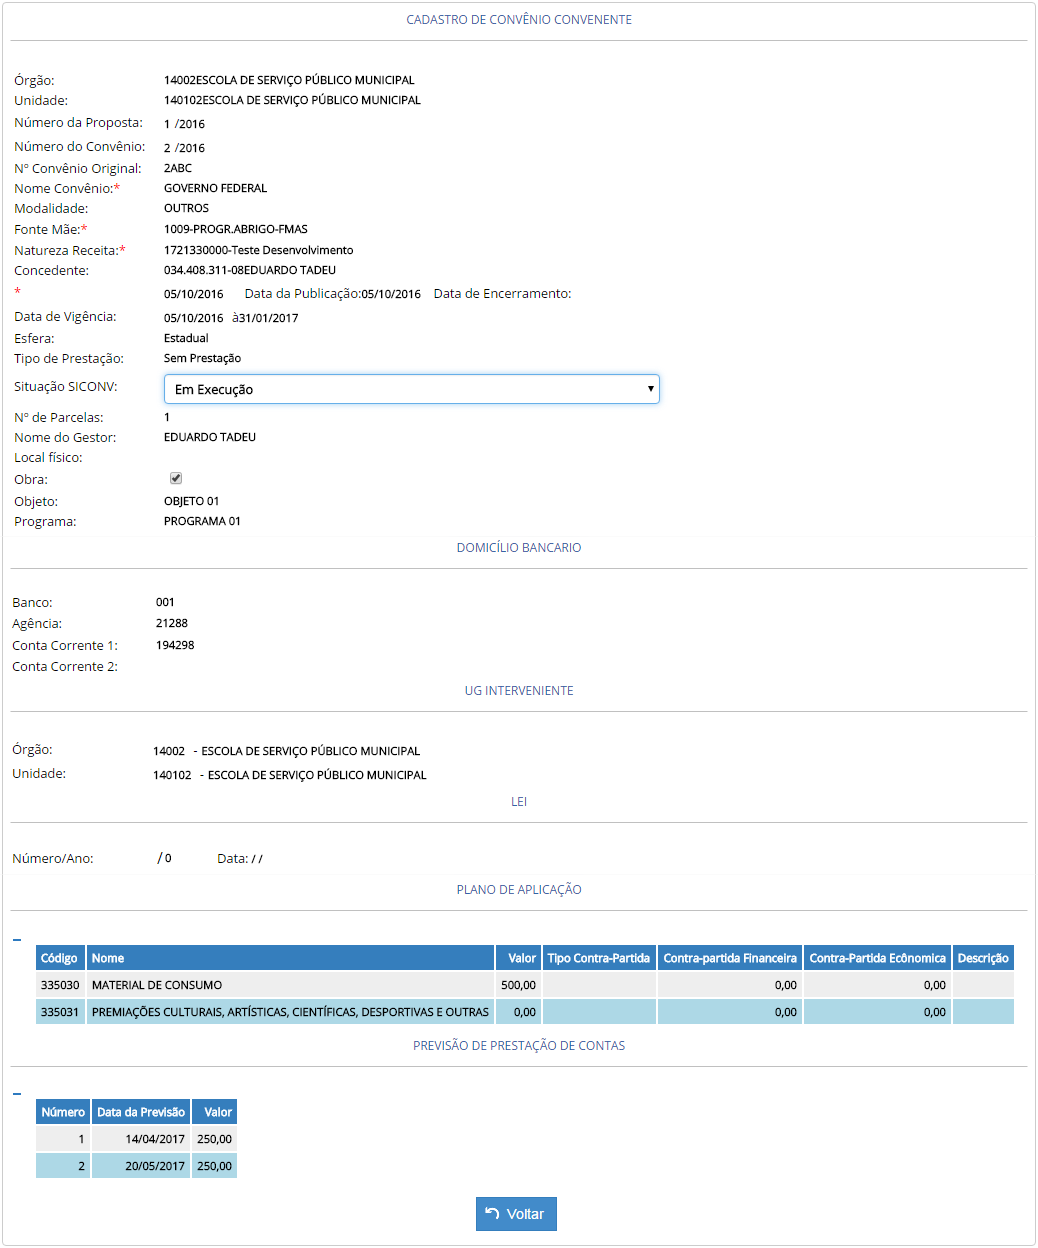 CADASTRO DE CONVÊNIO CONVENENTE
Órgão: 14002ESCOLA DE SERVIÇO PÚBLICO MUNICIPAL
Unidade: 140102ESCOLA DE SERVIÇO PÚBLICO MUNICIPAL
Número da Proposta: 1 /2016
Número do Convênio: 2 /2016
Nº Convênio Original: 2ABC
Nome Convênio:* GOVERNO FEDERAL
Modalidade: OUTROS
Fonte Mãe:* 1009-PROGR.ABRIGO-FMAS
Natureza Receita:* 1721330000-Teste Desenvolvimento
Concedente: 034.408.311-08EDUARDO TADEU
* 05/10/2016 Data da Publicação:05/10/2016 Data de Encerramento:
Data de Vigência: 05/10/2016 à31/01/2017
Esfera: Estadual
Tipo de Prestação: Sem Prestação
Situação SICONV: Em Execução
Nº de Parcelas: 1
Nome do Gestor: EDUARDO TADEU
Local físico:
Obra:
Objeto: OBJETO 01
Programa: PROGRAMA 01
DOMICÍLIO BANCARIO
Banco: 001
Agência: 21288
Conta Corrente 1: 194298
Conta Corrente 2:
UG INTERVENIENTE
Órgão: 14002 - ESCOLA DE SERVIÇO PÚBLICO MUNICIPAL
Unidade: 140102 - ESCOLA DE SERVIÇO PÚBLICO MUNICIPAL
LEI
Número/Ano: / 0 Data: / /
PLANO DE APLICAÇÃO
Código Nome Valor Tipo Contra-Partida Contra-partida Financeira Contra-Partida Ecônomica Descrição
335030 MATERIAL DE CONSUMO 500,00 0,00 0,00
335031 PREMIAÇÕES CULTURAIS, ARTÍSTICAS, CIENTÍFICAS, DESPORTIVAS E OUTRAS 0,00 0,00 0,00
PREVISÃO DE PRESTAÇÃO DE CONTAS
Número Data da Previsão Valor
1 14/04/2017 250,00
2 20/05/2017 250,00
Voltar